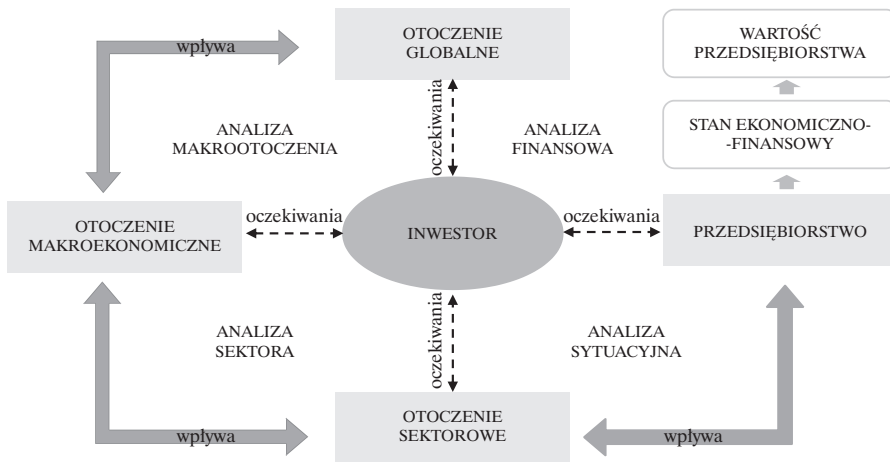 wpływa
OTOCZENIE
GLOBALNE
WARTOŚĆ
PRZEDSIĘBIORSTWA
oczekiwania
ANALIZA
MAKROOTOCZENIA
ANALIZA
FINANSOWA
STAN EKONOMICZNO-
-FINANSOWY
OTOCZENIE
MAKROEKONOMICZNE
oczekiwania
INWESTOR
oczekiwania
PRZEDSIĘBIORSTWO
ANALIZA
SEKTORA
oczekiwania
ANALIZA
SYTUACYJNA
wpływa
OTOCZENIE
SEKTOROWE
wpływa